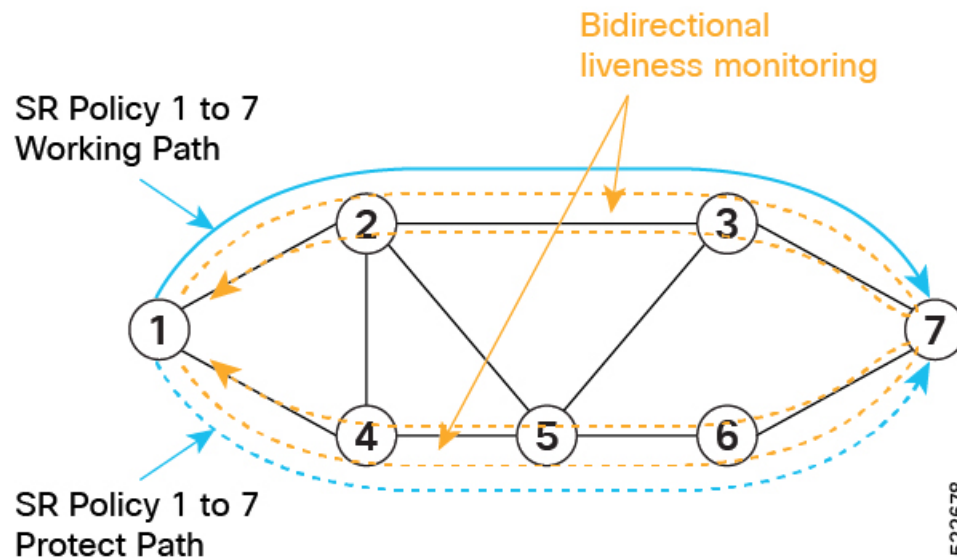 Bidirectional
liveness monitoring
SR Policy 1 to 7
Working Path
2
3
1
7
4
5
6
SR Policy 1 to 7
Protect Path
522678